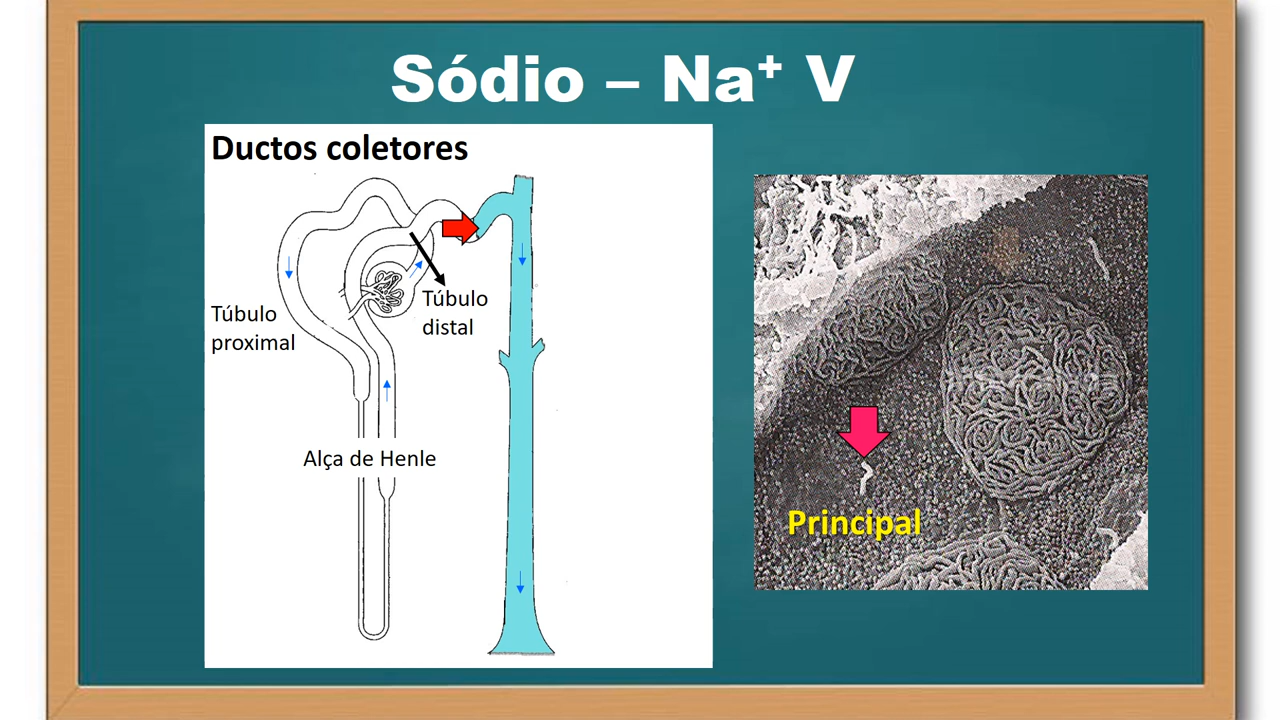 Sódio – Na⁺ V
Ductos coletores
Túbulo
distal
Túbulo
proximal
Alça de Henle
Principal